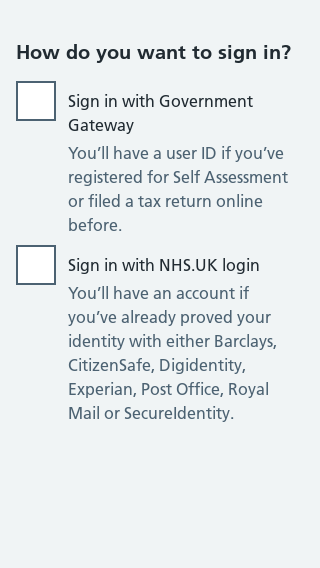 How do you want to sign in?
Sign in with Government
Gateway
You’ll have a user ID if you’ve
registered for Self Assessment
or filed a tax return online
before.
Sign in with NHS.UK login
You’ll have an account if
you’ve already proved your
identity with either Barclays,
CitizenSafe, Digidentity,
Experian, Post Office, Royal
Mail or SecureIdentity.